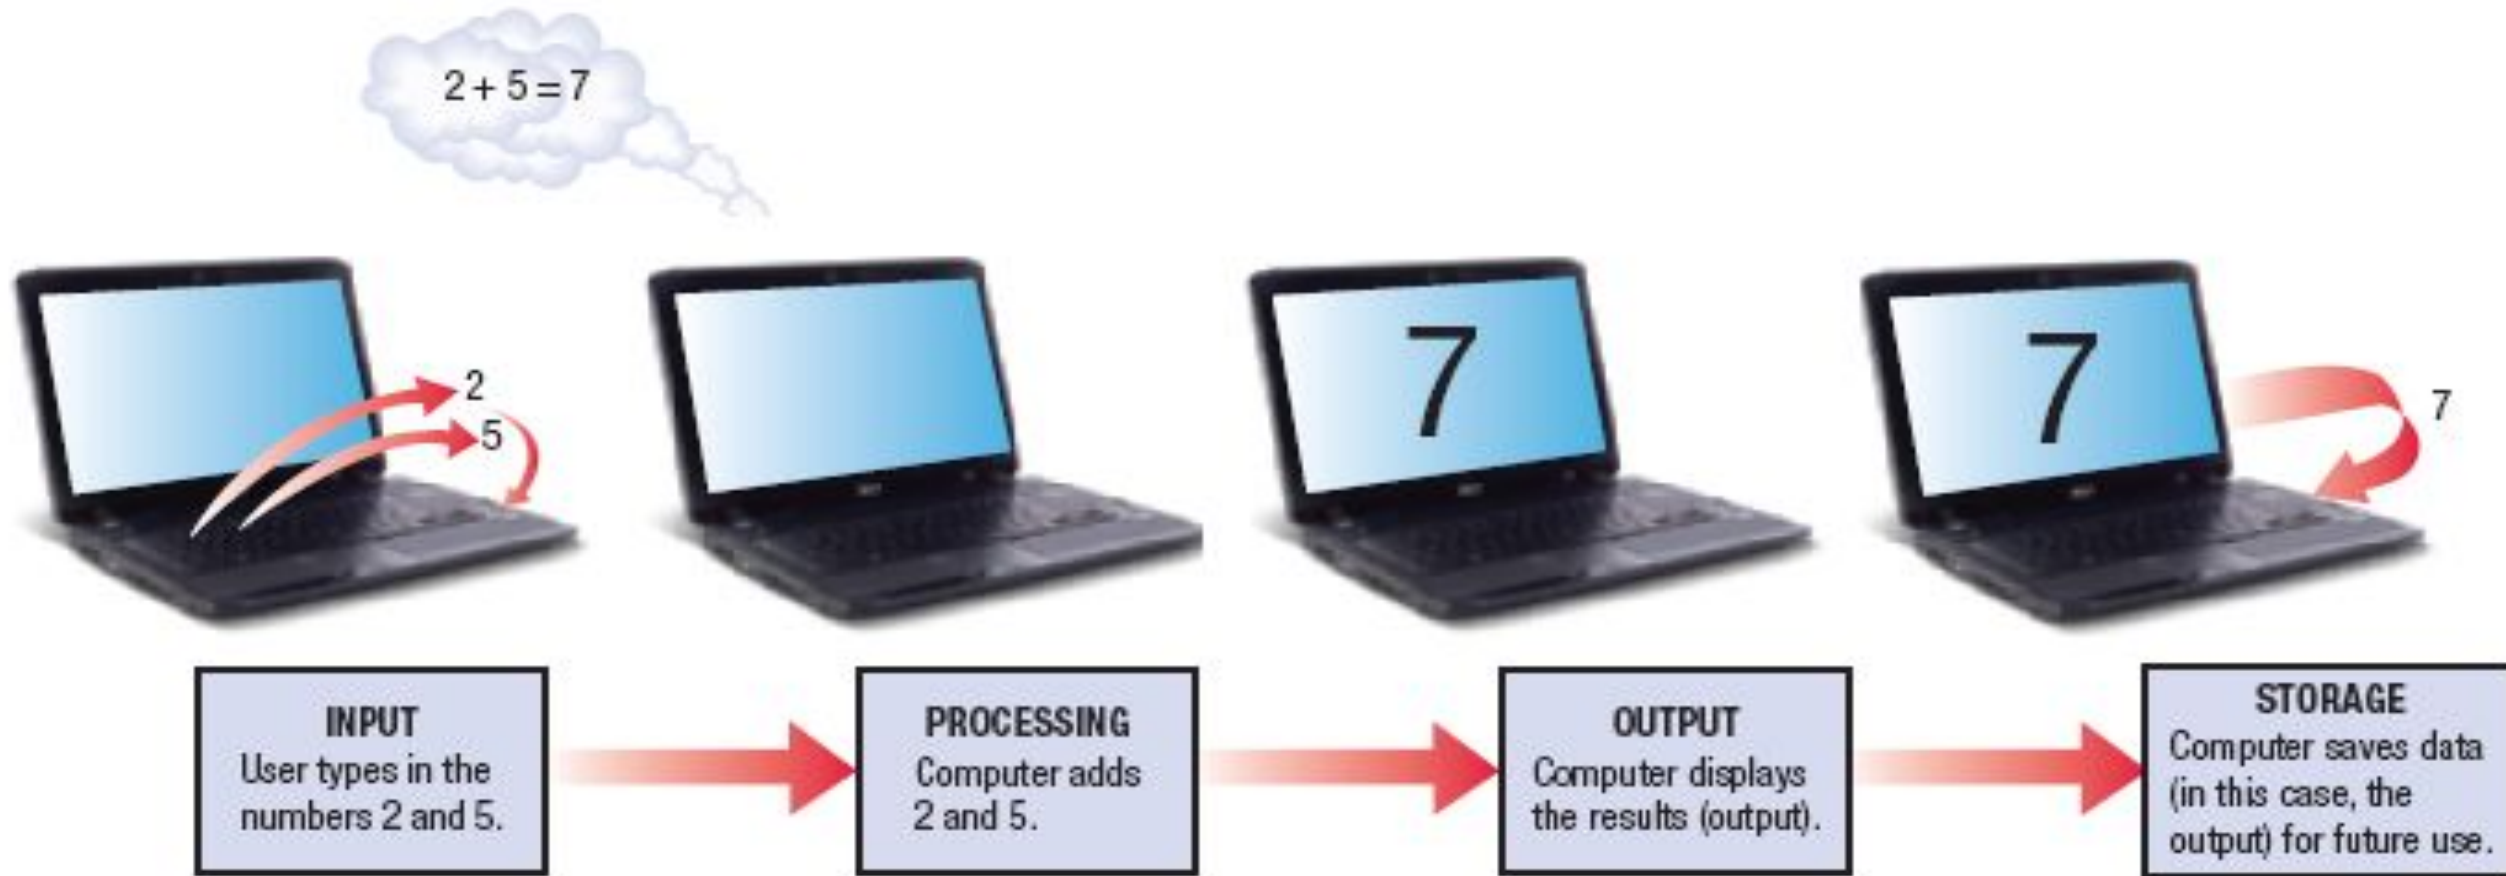 2 + 5 = 7
2
5
7
7
7
INPUT
User types in the
numbers 2 and 5.
PROCESSING
Computer adds
2 and 5.
OUTPUT
Computer displays
the results (output).
STORAGE
Computer saves data
(in this case, the
output) for future use.